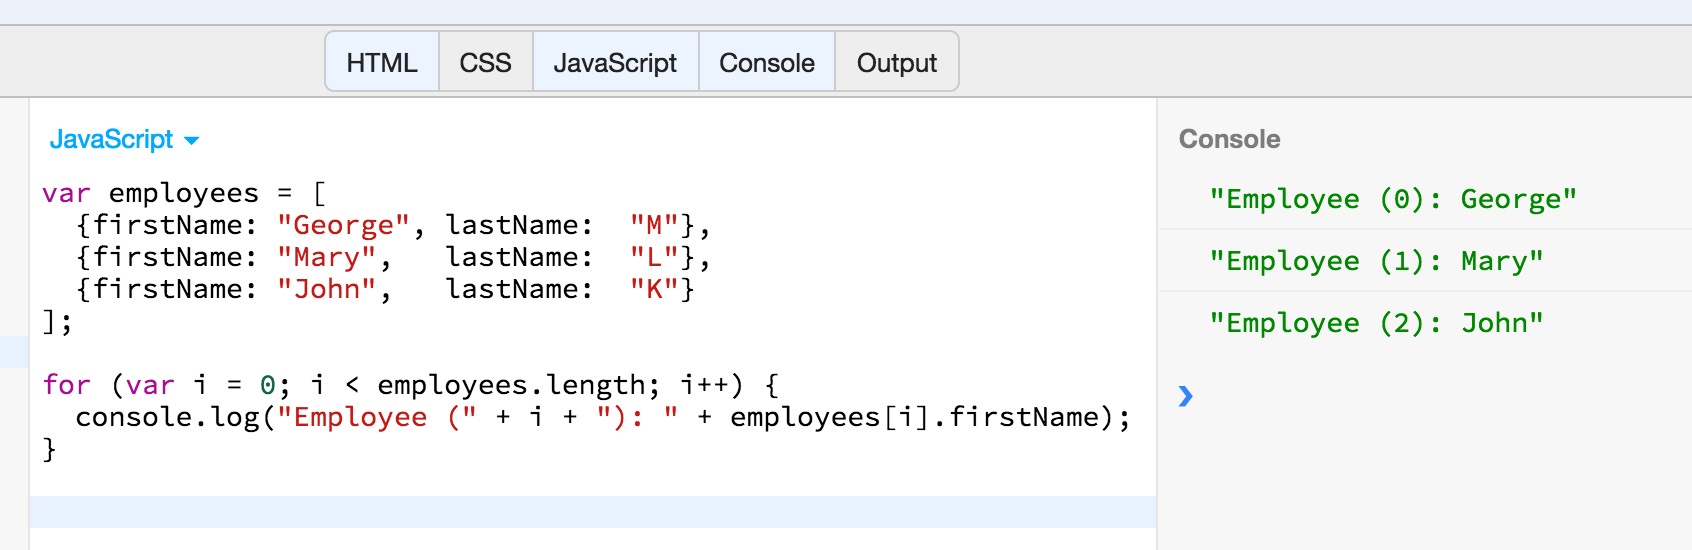 HTML CSS JavaScript Console Output
JavaScript
var employees = [
  {firstName: "George", lastName:  "M"},
  {firstName: "Mary",   lastName:  "L"},
  {firstName: "John",   lastName:  "K"}
];
for (var i = 0; i < employees.length; i++) {
  console.log("Employee (" + i + "): " + employees[i].firstName);
}
Console
"Employee (0): George"
"Employee (1): Mary"
"Employee (2): John"